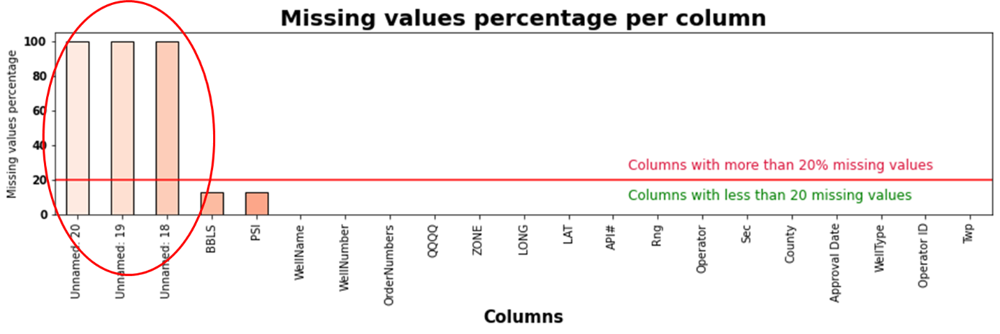 Missing values percentage per column
Missing values percentage
100
80
60
40
20
0
Columns with more than 20% missing values
Columns with less than 20 missing values
Unnamed: 20
Unnamed: 19
Unnamed: 18
BBLS
PSI
WellName
WellNumber
OrderNumbers
QQQQ
ZONE
LONG
LAT
API#
Rng
Operator
Sec
County
Approval Date
WellType
Operator ID
Twp
Columns